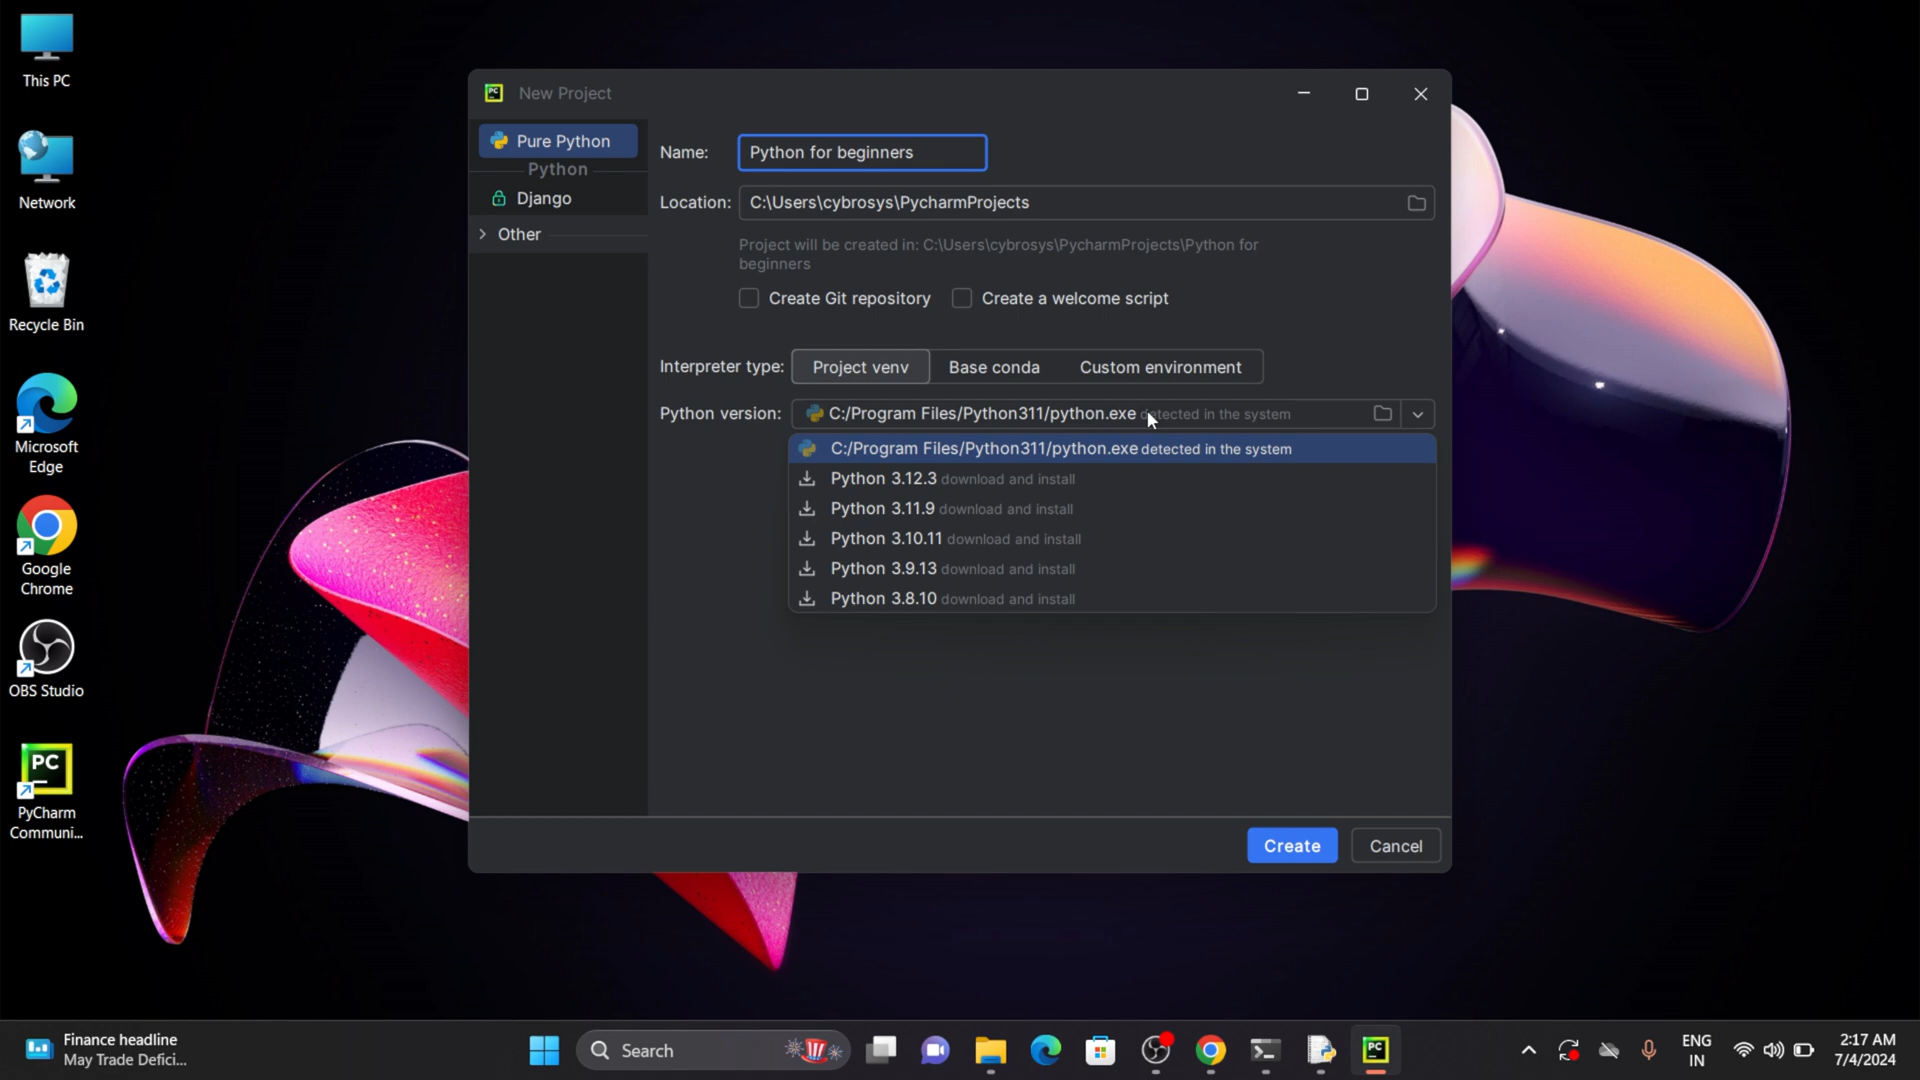 This PC
Network
Recycle Bin
Microsoft
Edge
Google
Chrome
OBS Studio
PC
PyCharm
Communi...
PC
New Project
Pure Python
Python
Django
Other
Name:
Python for beginners
Location:
C:\Users\cybrosys\PycharmProjects
Project will be created in: C:\Users\cybrosys\PycharmProjects\Python for
beginners
Create Git repository
Create a welcome script
Interpreter type:
Project venv
Base conda
Custom environment
Python version:
C:/Program Files/Python311/python.exe detected in the system
C:/Program Files/Python311/python.exe detected in the system
Python 3.12.3 download and install
Python 3.11.9 download and install
Python 3.10.11 download and install
Python 3.9.13 download and install
Python 3.8.10 download and install
Create
Cancel
Finance headline
May Trade Defici...
Search
PC
ENG
IN
2:17 AM
7/4/2024